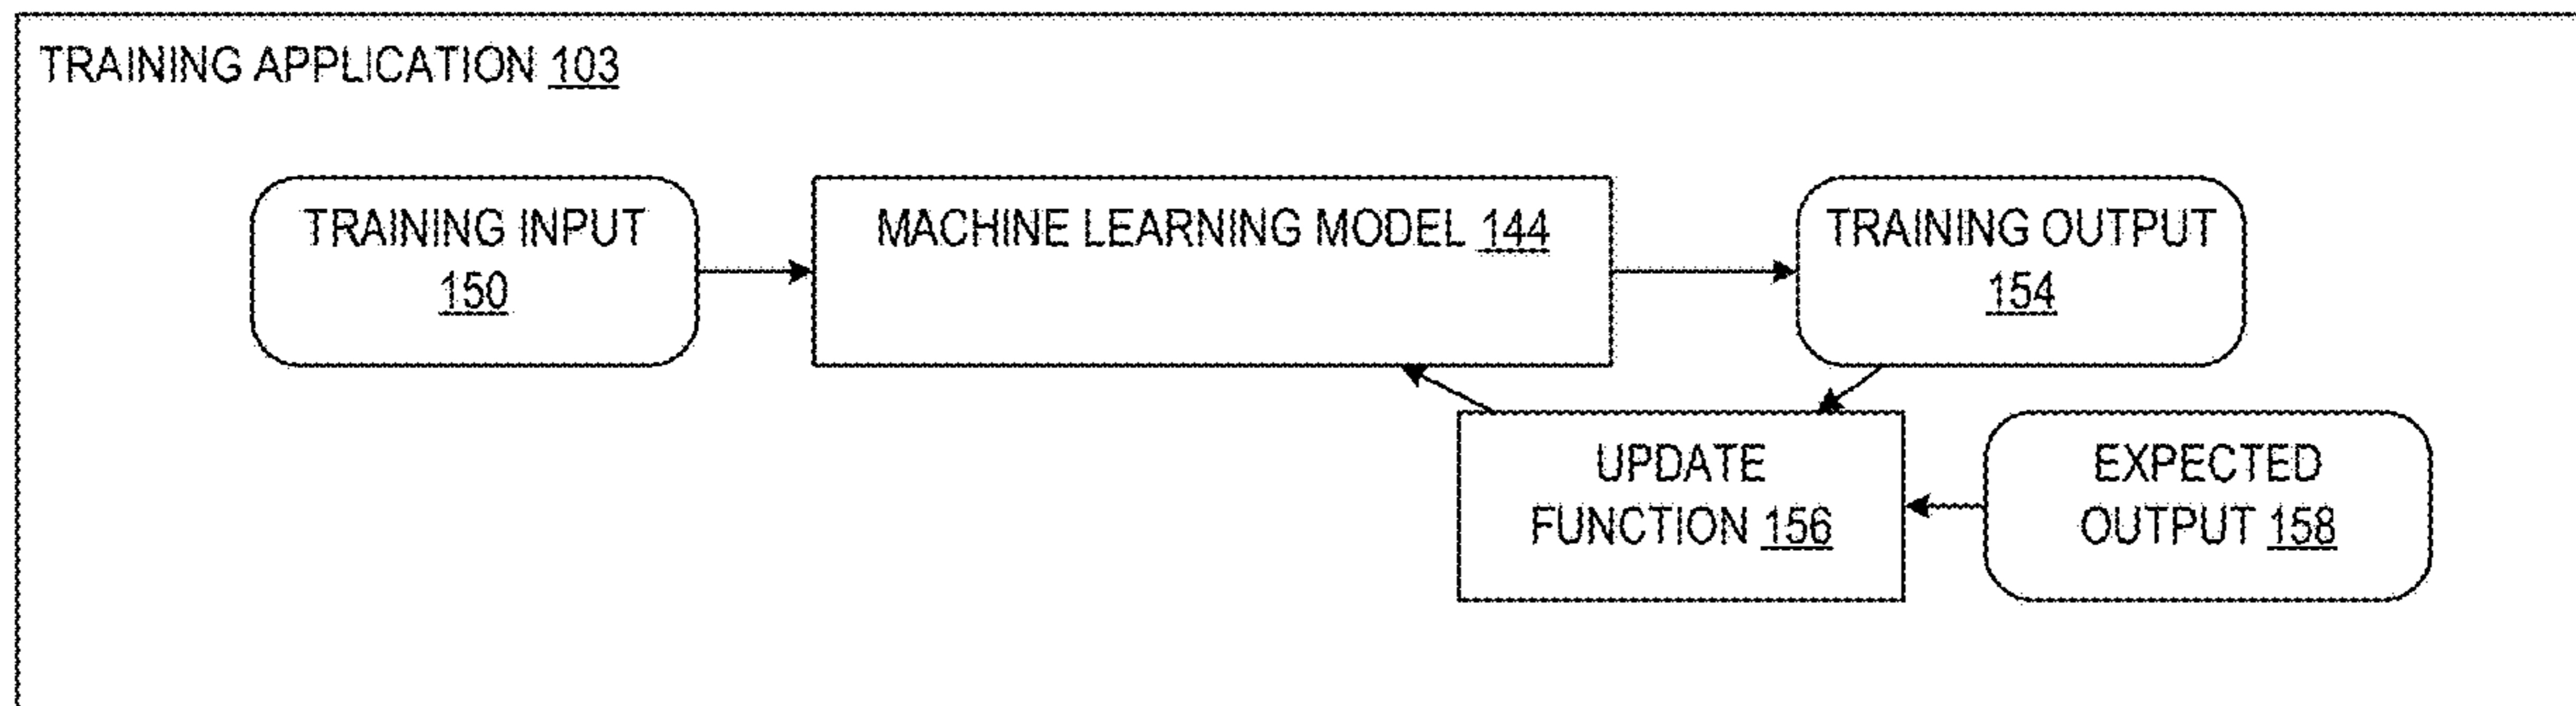 TRAINING APPLICATION 103
TRAINING INPUT
150
MACHINE LEARNING MODEL 144
TRAINING OUTPUT
154
UPDATE
FUNCTION 156
EXPECTED
OUTPUT 158